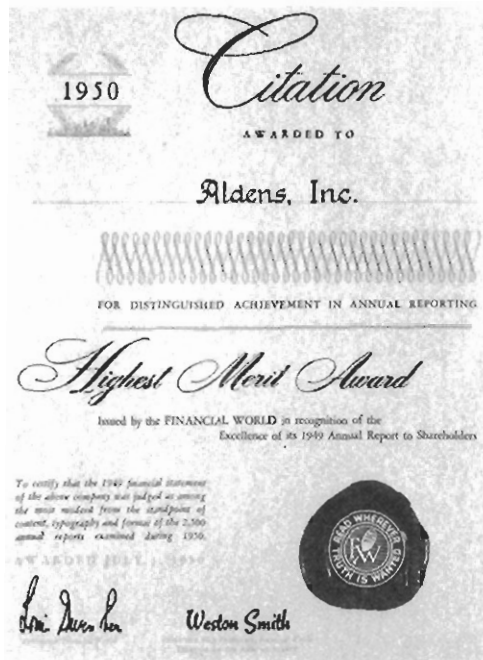 1950
Citation
AWARDED TO
Aldens, Inc.
FOR DISTINGUISHED ACHIEVEMENT IN ANNUAL REPORTING
Highest Merit Award
Issued by the FINANCIAL WORLD in recognition of the
Excellence of its 1949 Annual Report to Shareholders
To certify that the 1949 financial statement
of the above company was judged as among
the most modern from the standpoint of
content, typography and format of the 2,500
annual reports examined during 1950.
AWARDED JULY, 1950
READ WHEREVER
TRUTH IS WANTED
FW
Weston Smith